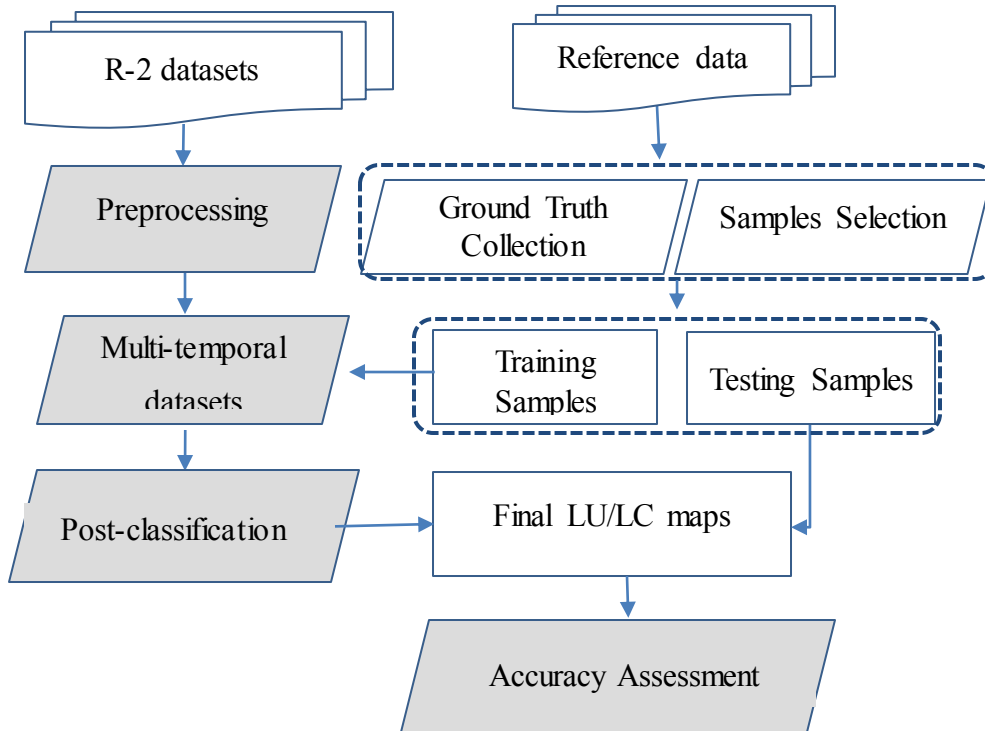 R-2 datasets
Reference data
Preprocessing
Ground Truth
Collection
Samples Selection
Multi-temporal
datasets
Training
Samples
Testing Samples
Post-classification
Final LU/LC maps
Accuracy Assessment